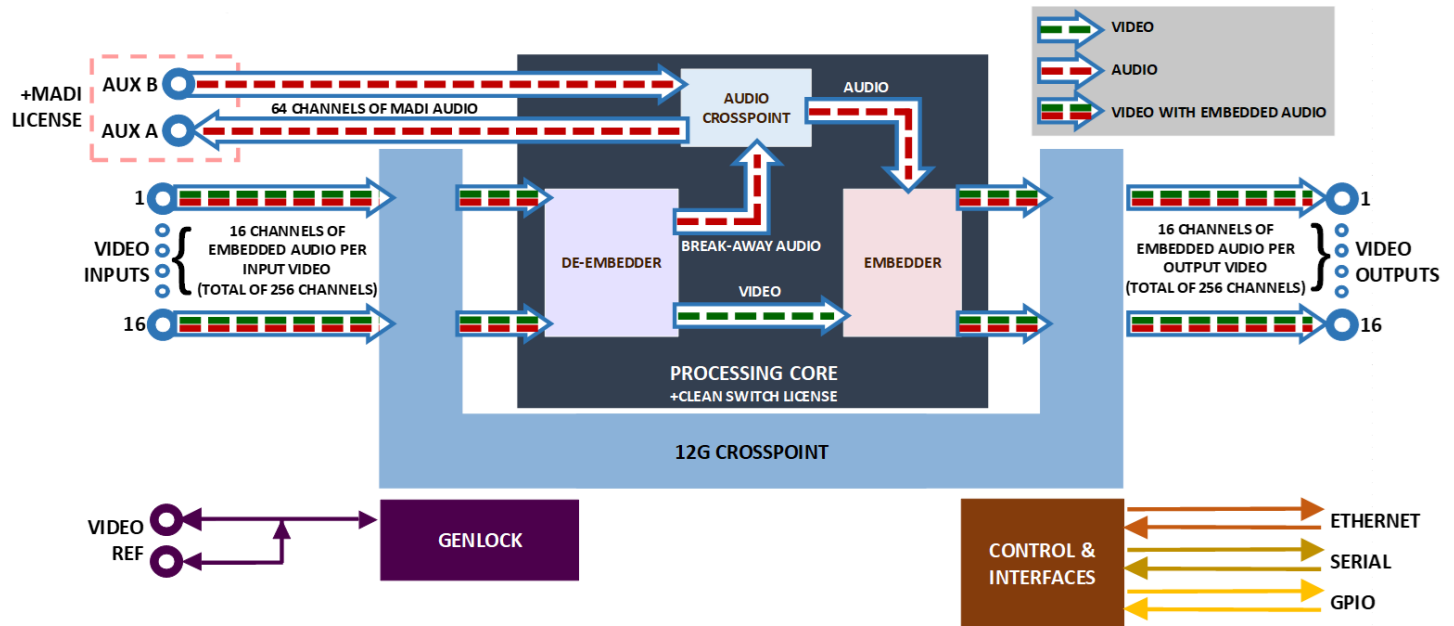 +MADI
LICENSE
AUX B
AUX A
64 CHANNELS OF MADI AUDIO
AUDIO
CROSSPOINT
AUDIO
VIDEO
AUDIO
VIDEO WITH EMBEDDED AUDIO
1
VIDEO
INPUTS
16
16 CHANNELS OF
EMBEDDED AUDIO PER
INPUT VIDEO
(TOTAL OF 256 CHANNELS)
DE-EMBEDDER
BREAK-AWAY AUDIO
VIDEO
EMBEDDER
PROCESSING CORE
+CLEAN SWITCH LICENSE
16 CHANNELS OF
EMBEDDED AUDIO PER
OUTPUT VIDEO
(TOTAL OF 256 CHANNELS)
1
VIDEO
OUTPUTS
16
12G CROSSPOINT
VIDEO
REF
GENLOCK
CONTROL &
INTERFACES
ETHERNET
SERIAL
GPIO